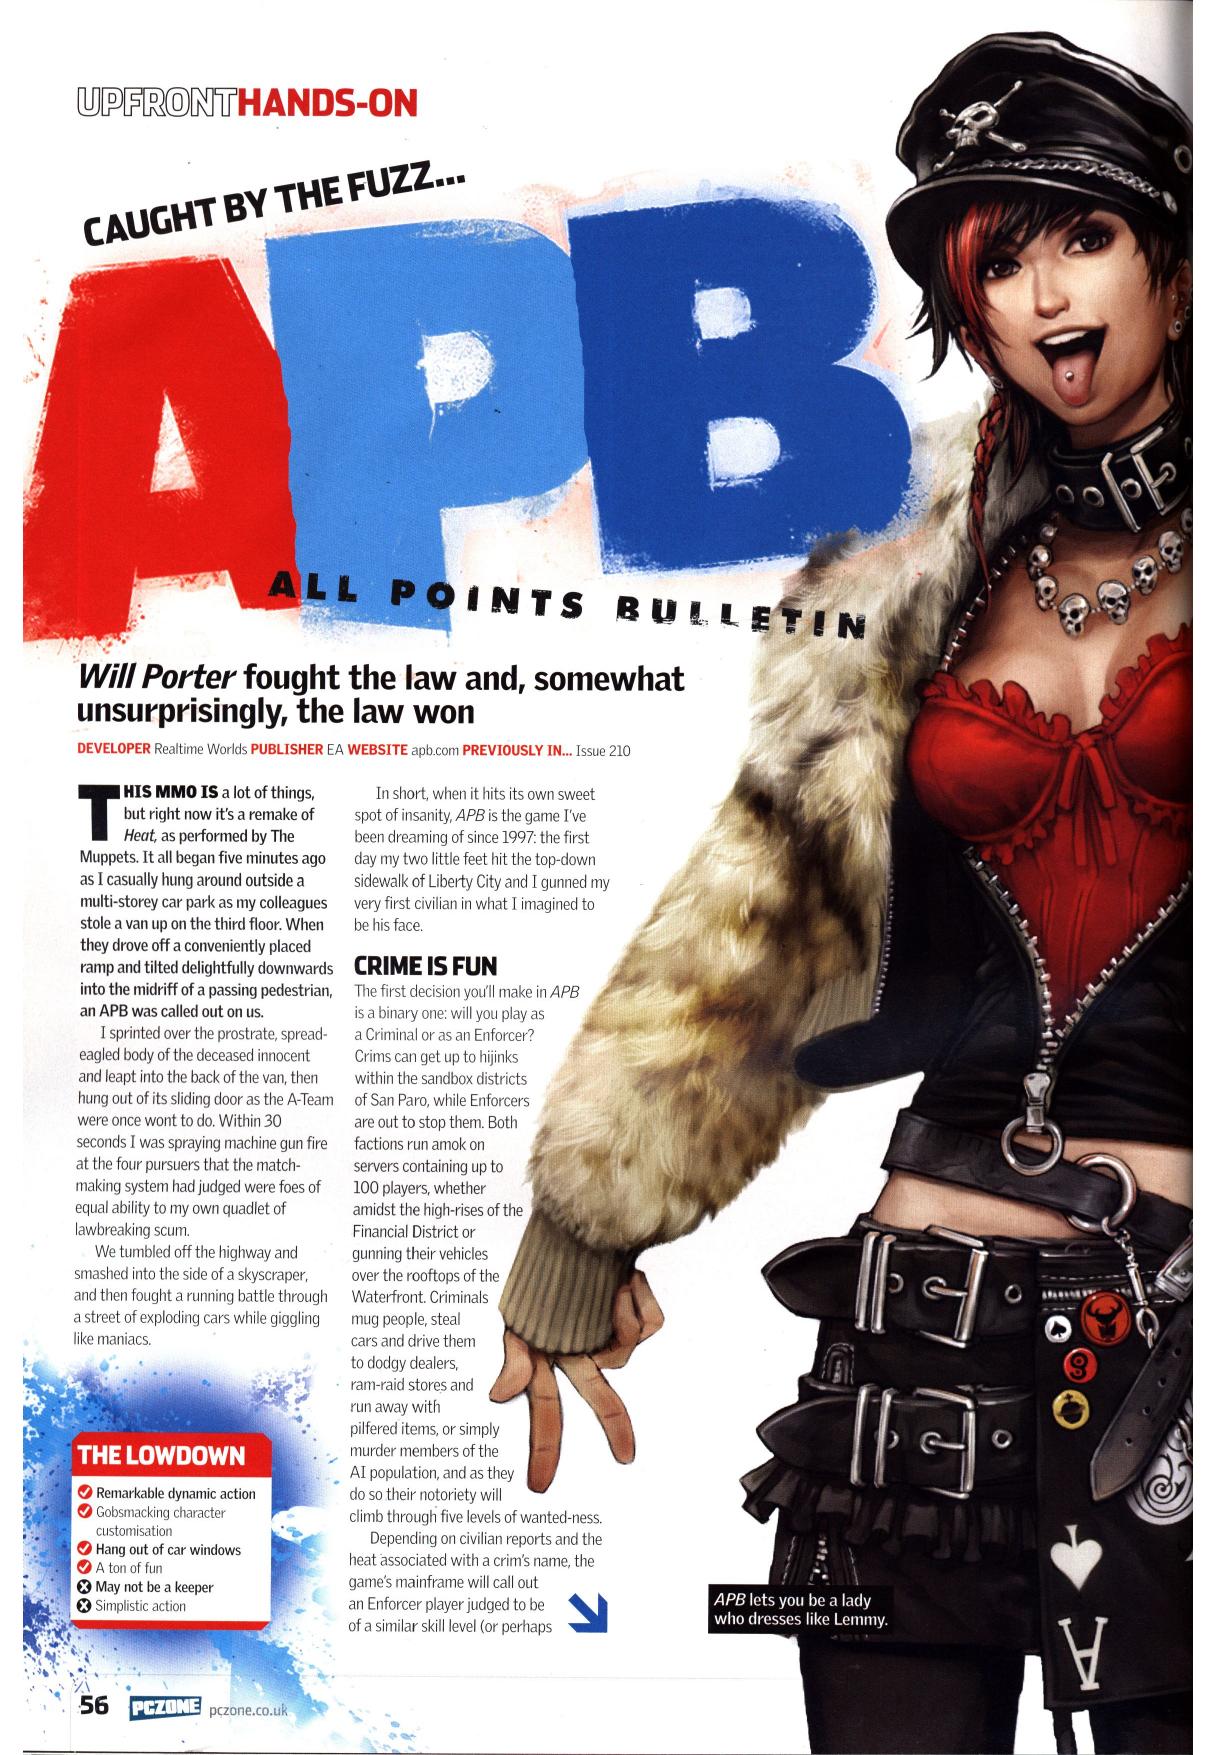 UPFRONTHANDS-ON
CAUGHT BY THE FUZZ...
APB
ALL POINTS BULLETIN
Will Porter fought the law and, somewhat
unsurprisingly, the law won
DEVELOPER Realtime Worlds PUBLISHER EA WEBSITE apb.com PREVIOUSLY IN... Issue 210
THIS MMO IS a lot of things,
but right now it's a remake of
Heat, as performed by The
Muppets. It all began five minutes ago
as I casually hung around outside a
multi-storey car park as my colleagues
stole a van up on the third floor. When
they drove off a conveniently placed
ramp and tilted delightfully downwards
into the midriff of a passing pedestrian,
an APB was called out on us.
I sprinted over the prostrate, spread-
eagled body of the deceased innocent
and leapt into the back of the van, then
hung out of its sliding door as the A-Team
were once wont to do. Within 30
seconds I was spraying machine gun fire
at the four pursuers that the match-
making system had judged were foes of
equal ability to my own quadlet of
lawbreaking scum.
We tumbled off the highway and
smashed into the side of a skyscraper,
and then fought a running battle through
a street of exploding cars while giggling
like maniacs.
In short, when it hits its own sweet
spot of insanity, APB is the game I've
been dreaming of since 1997: the first
day my two little feet hit the top-down
sidewalk of Liberty City and I gunned my
very first civilian in what I imagined to
be his face.
CRIME IS FUN
The first decision you'll make in APB
is a binary one: will you play as
a Criminal or as an Enforcer?
Crims can get up to hijinks
within the sandbox districts
of San Paro, while Enforcers
are out to stop them. Both
factions run amok on
servers containing up to
100 players, whether
amidst the high-rises of the
Financial District or
gunning their vehicles
over the rooftops of the
Waterfront. Criminals
mug people, steal
cars and drive them
to dodgy dealers,
ram-raid stores and
run away with
pilfered items, or simply
murder members of the
AI population, and as they
do so their notoriety will
climb through five levels of wanted-ness.
Depending on civilian reports and the
heat associated with a crim's name, the
game's mainframe will call out
an Enforcer player judged to be
of a similar skill level (or perhaps
THE LOWDOWN
Remarkable dynamic action
Gobsmacking character
customisation
Hang out of car windows
A ton of fun
May not be a keeper
Simplistic action
APB lets you be a lady
who dresses like Lemmy.
A
56 PCZONE pczone.co.uk